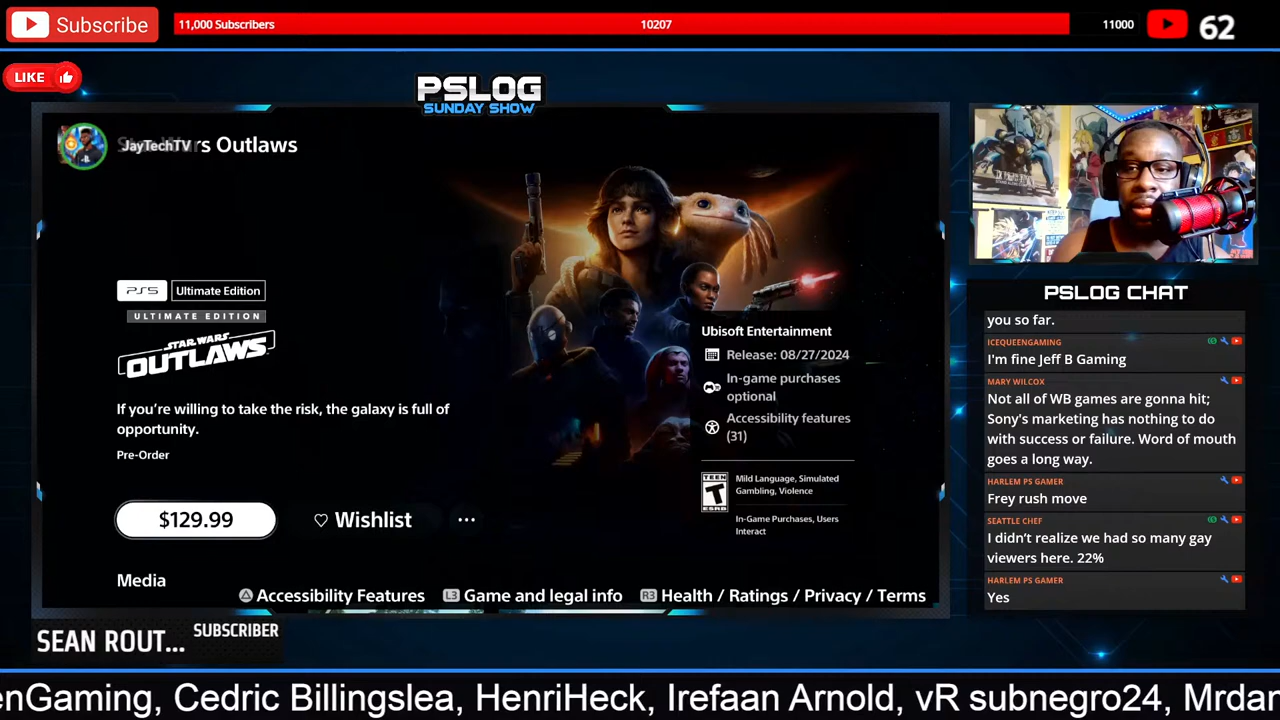 Subscribe
11,000 Subscribers
10207
11000
62
LIKE
PSLOG
SUNDAY SHOW
JayTechTV
rs Outlaws
PS5
Ultimate Edition
ULTIMATE EDITION
STAR WARS
OUTLAWS
If you're willing to take the risk, the galaxy is full of
opportunity.
Pre-Order
$129.99
Wishlist
...
Media
Ubisoft Entertainment
Release: 08/27/2024
In-game purchases
optional
Accessibility features
(31)
TEEN
T
ESRB
Mild Language, Simulated
Gambling, Violence
In-Game Purchases, Users
Interact
Accessibility Features
L3 Game and legal info
R3 Health / Ratings / Privacy / Terms
PSLOG CHAT
you so far.
ICEQUEENGAMING
I'm fine Jeff B Gaming
MARY WILCOX
Not all of WB games are gonna hit;
Sony's marketing has nothing to do
with success or failure. Word of mouth
goes a long way.
HARLEM PS GAMER
Frey rush move
SEATTLE CHEF
I didn't realize we had so many gay
viewers here. 22%
HARLEM PS GAMER
Yes
SEAN ROUT...
SUBSCRIBER
enGaming, Cedric Billingslea, HenriHeck, Irefaan Arnold, vR subnegro24, Mrdar